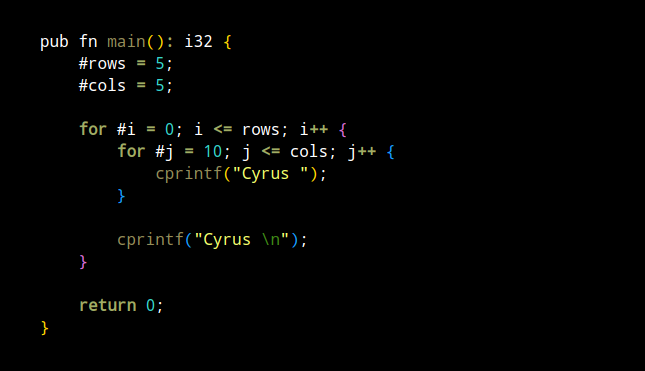 pub fn main(): i32 {
    #rows = 5;
    #cols = 5;

    for #i = 0; i <= rows; i++ {
        for #j = 10; j <= cols; j++ {
            cprintf("Cyrus ");
        }

        cprintf("Cyrus \n");
    }

    return 0;
}